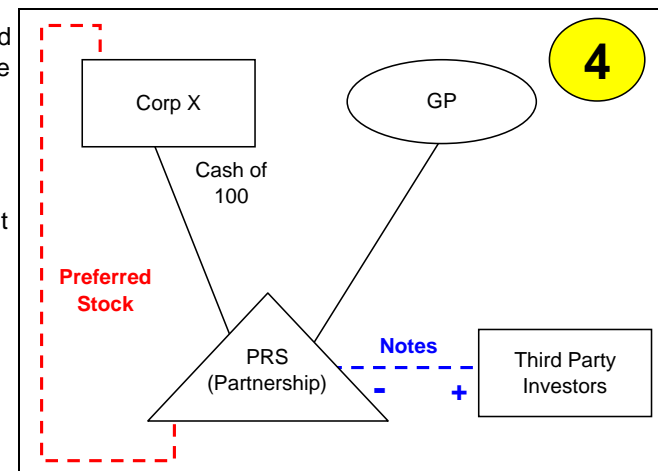 d
e
t
4
Corp X
GP
Cash of
100
Preferred
Stock
Notes
PRS
(Partnership)
- +
Third Party
Investors